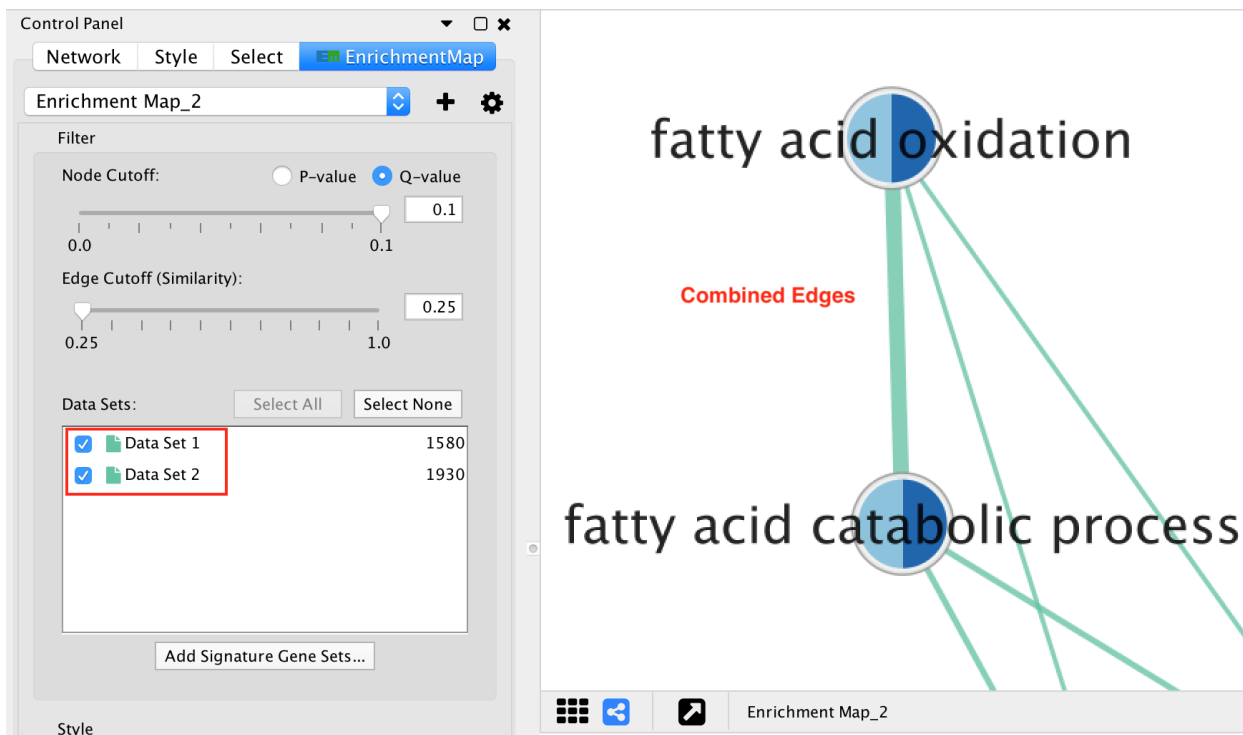 Control Panel
Network Style Select EM EnrichmentMap
Enrichment Map_2
Filter
Node Cutoff: P-value Q-value
0.1
0.0 0.1
Edge Cutoff (Similarity):
0.25
0.25 1.0
Data Sets: Select All Select None
Data Set 1 1580
Data Set 2 1930
Add Signature Gene Sets...
Style
fatty acid oxidation
Combined Edges
fatty acid catabolic process
Enrichment Map_2